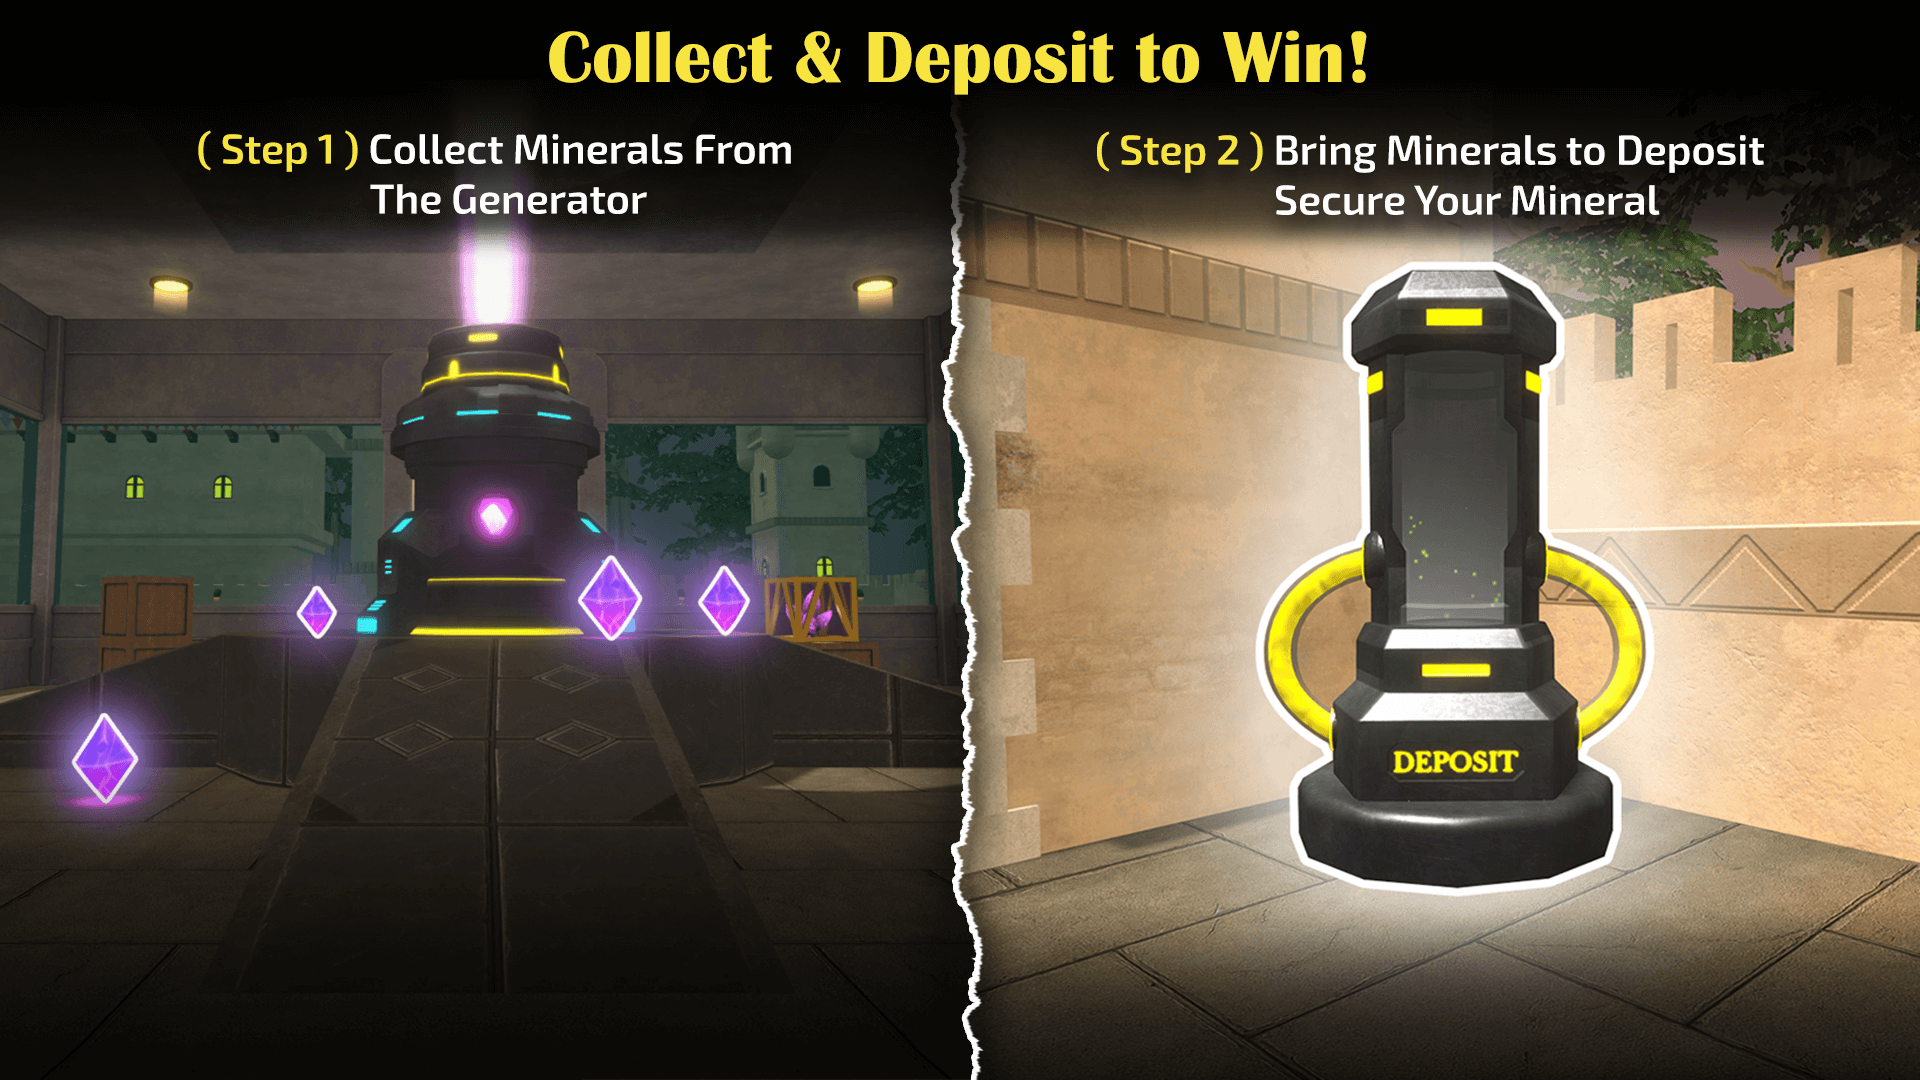 Collect & Deposit to Win!
( Step 1 ) Collect Minerals From
The Generator
( Step 2 ) Bring Minerals to Deposit
Secure Your Mineral
DEPOSIT